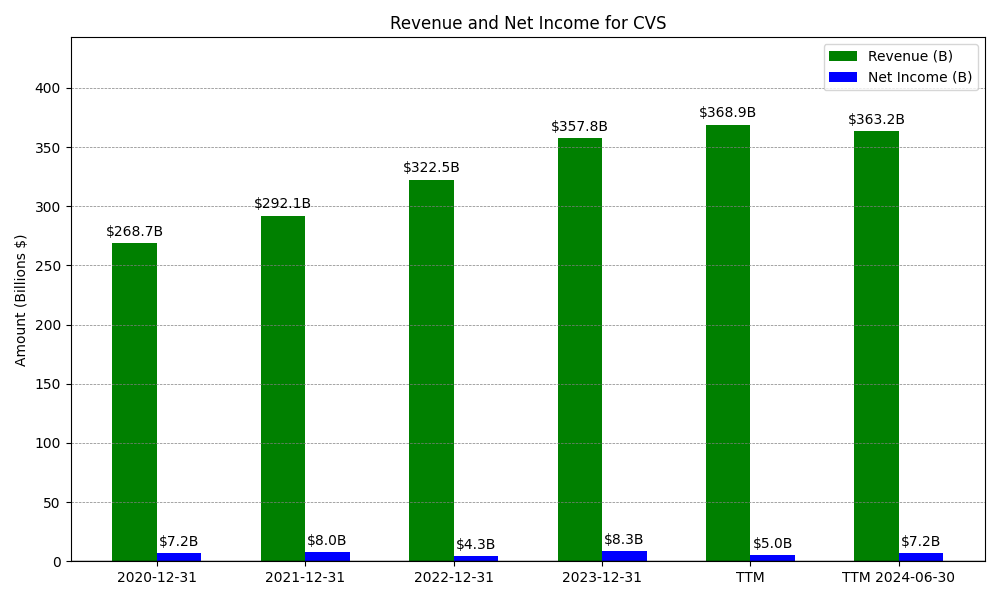 Revenue and Net Income for CVS
Revenue (B)
Net Income (B)
Amount (Billions $)
400
350
300
250
200
150
100
50
0
$268.7B
$292.1B
$322.5B
$357.8B
$368.9B
$363.2B
$7.2B
$8.0B
$4.3B
$8.3B
$5.0B
$7.2B
2020-12-31
2021-12-31
2022-12-31
2023-12-31
TTM
TTM 2024-06-30